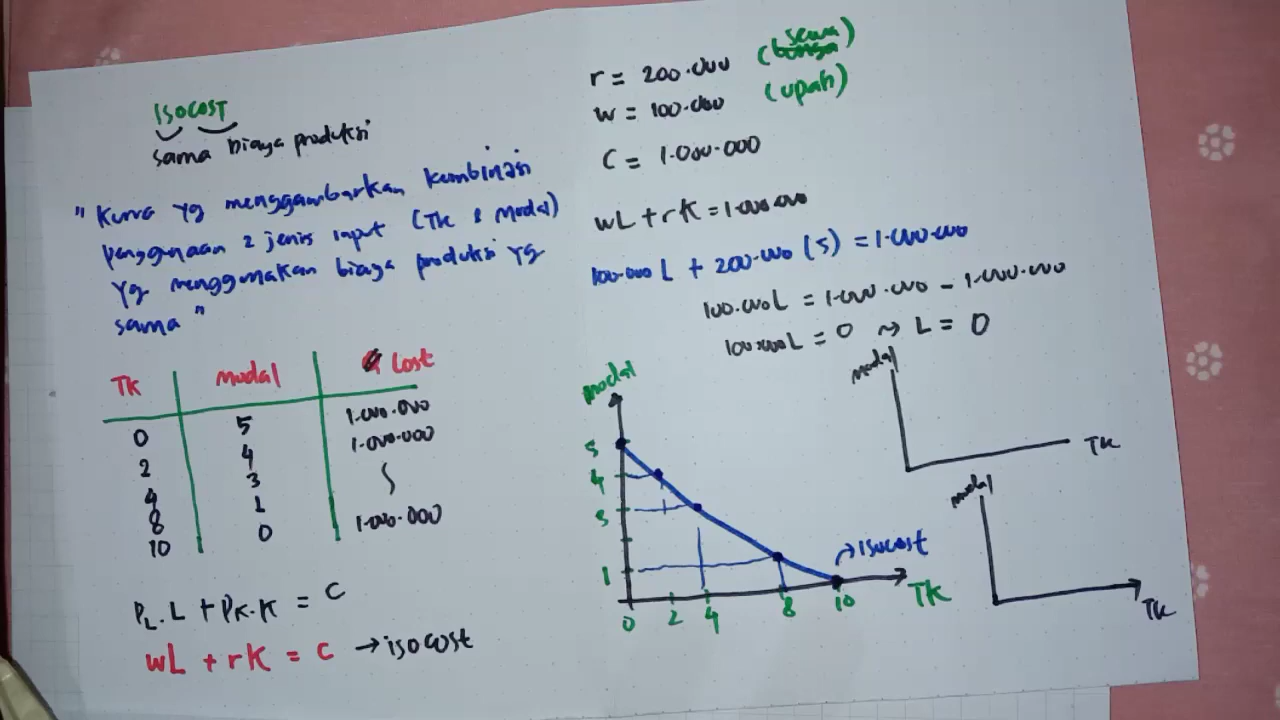 ISOCOST
sama biaya produksi
" Kurva yg menggambarkan kombinasi
penggunaan 2 jenis input (TK & Modal)
yg menggunakan biaya produksi yg
sama "
TK Modal Cost
0 5 1.000.000
2 4 1.000.000
4 3
8 1 1.000.000
10 0
PL.L + PK.K = C
wL + rK = C → isocost
r = 200.000 (sewa)
w = 100.000 (upah)
C = 1.000.000
wL + rK = 1.000.000
100.000 L + 200.000 (5) = 1.000.000
100.000L = 1.000.000 - 1.000.000
100.000L = 0 ~> L = 0
modal
5
4
3
1
0 2 4 8 10 TK
→ isocost
modal
TK
modal
TK